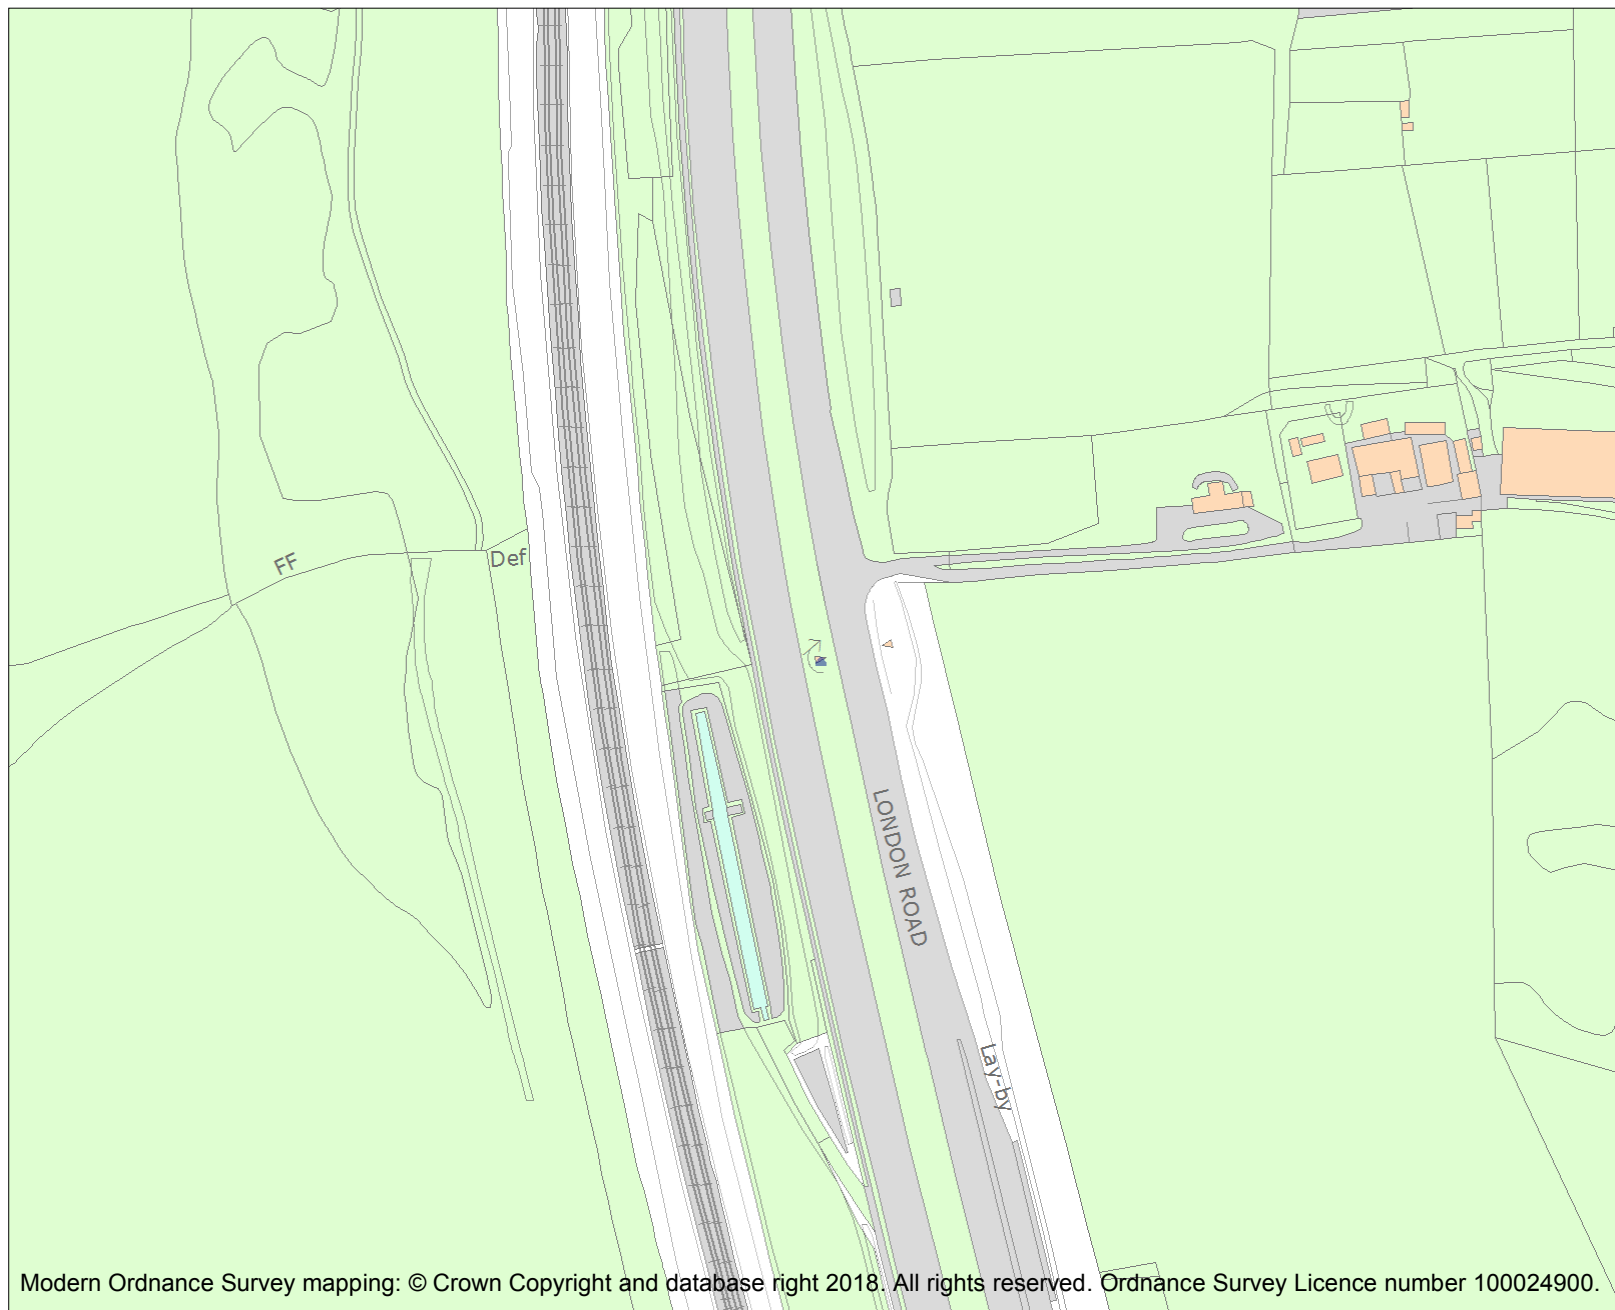 FF
Def
LONDON ROAD
Lay-by
Modern Ordnance Survey mapping: © Crown Copyright and database right 2018. All rights reserved. Ordnance Survey Licence number 100024900.